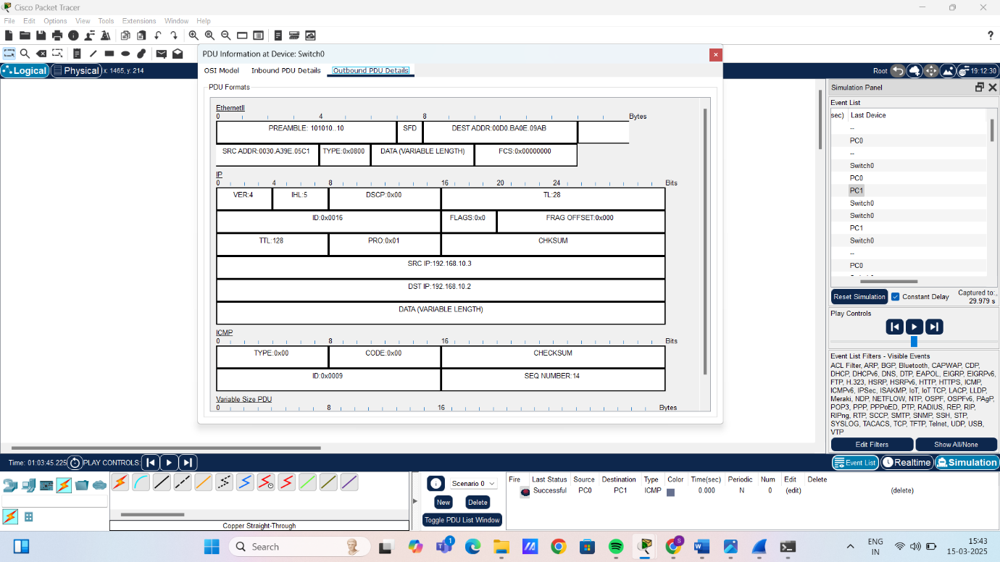 Cisco Packet Tracer
File Edit Options View Tools Extensions Window Help
PDU Information at Device: Switch0
Logical Physical x: 1465, y: 214
Root 19:12:30
OSI Model Inbound PDU Details Outbound PDU Details
PDU Formats
EthernetII
0 4 8 Bytes
PREAMBLE: 101010..10 SFD DEST ADDR:00D0.BA0E.09AB
SRC ADDR:0030.A39E.05C1 TYPE:0x0800 DATA (VARIABLE LENGTH) FCS:0x00000000
IP
0 4 8 16 20 24 Bits
VER:4 IHL:5 DSCP:0x00 TL:28
ID:0x0016 FLAGS:0x0 FRAG OFFSET:0x000
TTL:128 PRO:0x01 CHKSUM
SRC IP:192.168.10.3
DST IP:192.168.10.2
DATA (VARIABLE LENGTH)
ICMP
0 8 16 Bits
TYPE:0x00 CODE:0x00 CHECKSUM
ID:0x0009 SEQ NUMBER:14
Variable Size PDU
0 8 16 Bytes
Simulation Panel
Event List
sec) Last Device
--
PC0
--
Switch0
PC0
PC1
Switch0
Switch0
PC1
Switch0
--
PC0
Reset Simulation Constant Delay Captured to:
29.979 s
Play Controls
Event List Filters - Visible Events
ACL Filter, ARP, BGP, Bluetooth, CAPWAP, CDP,
DHCP, DHCPv6, DNS, DTP, EAPOL, EIGRP, EIGRPv6,
FTP, H.323, HSRP, HSRPv6, HTTP, HTTPS, ICMP,
ICMPv6, IPSec, ISAKMP, IoT, IoT TCP, LACP, LLDP,
Meraki, NDP, NETFLOW, NTP, OSPF, OSPFv6, PAgP,
POP3, PPP, PPPoED, PTP, RADIUS, REP, RIP,
RIPng, RTP, SCCP, SMTP, SNMP, SSH, STP,
SYSLOG, TACACS, TCP, TFTP, Telnet, UDP, USB,
VTP
Edit Filters Show All/None
Time: 01:03:45.225 PLAY CONTROLS:
Event List Realtime Simulation
Scenario 0
New Delete
Toggle PDU List Window
Fire Last Status Source Destination Type Color Time(sec) Periodic Num Edit Delete
Successful PC0 PC1 ICMP 0.000 N 0 (edit) (delete)
Copper Straight-Through
Search
1
S
ENG
IN
15:43
15-03-2025